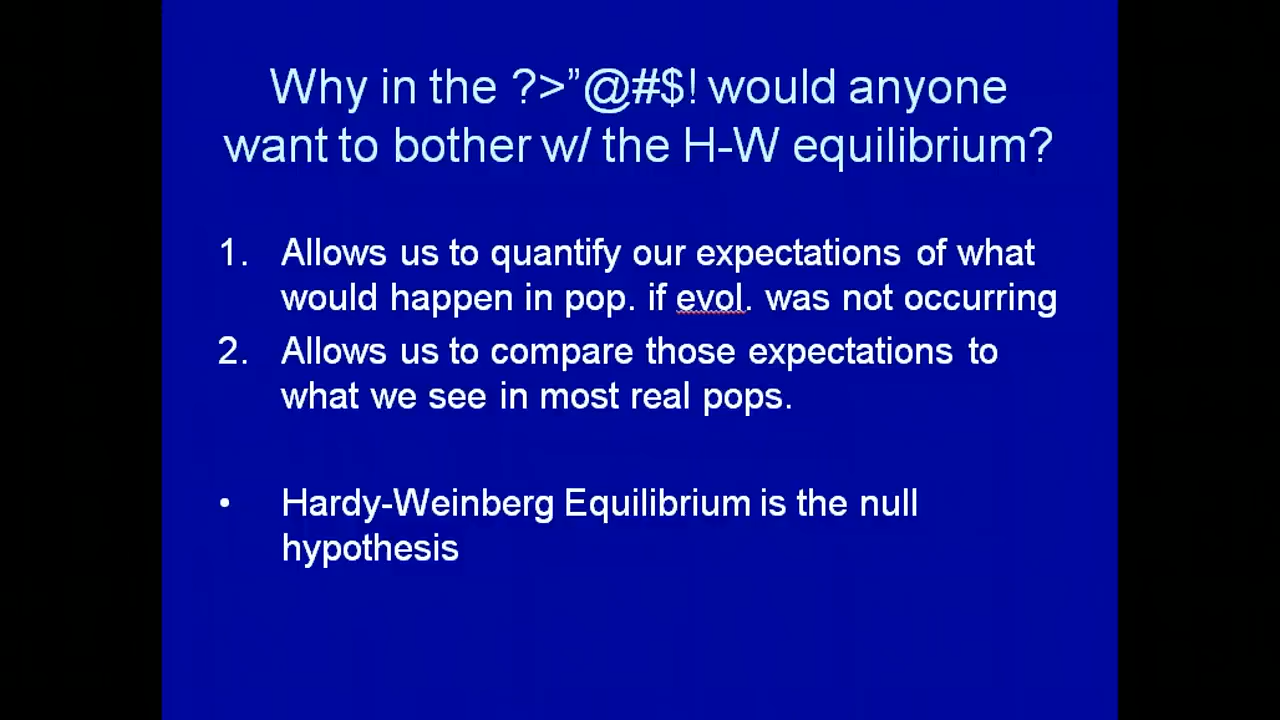 Why in the ?>”@#$! would anyone
want to bother w/ the H-W equilibrium?
1. Allows us to quantify our expectations of what
would happen in pop. if evol. was not occurring
2. Allows us to compare those expectations to
what we see in most real pops.
• Hardy-Weinberg Equilibrium is the null
hypothesis